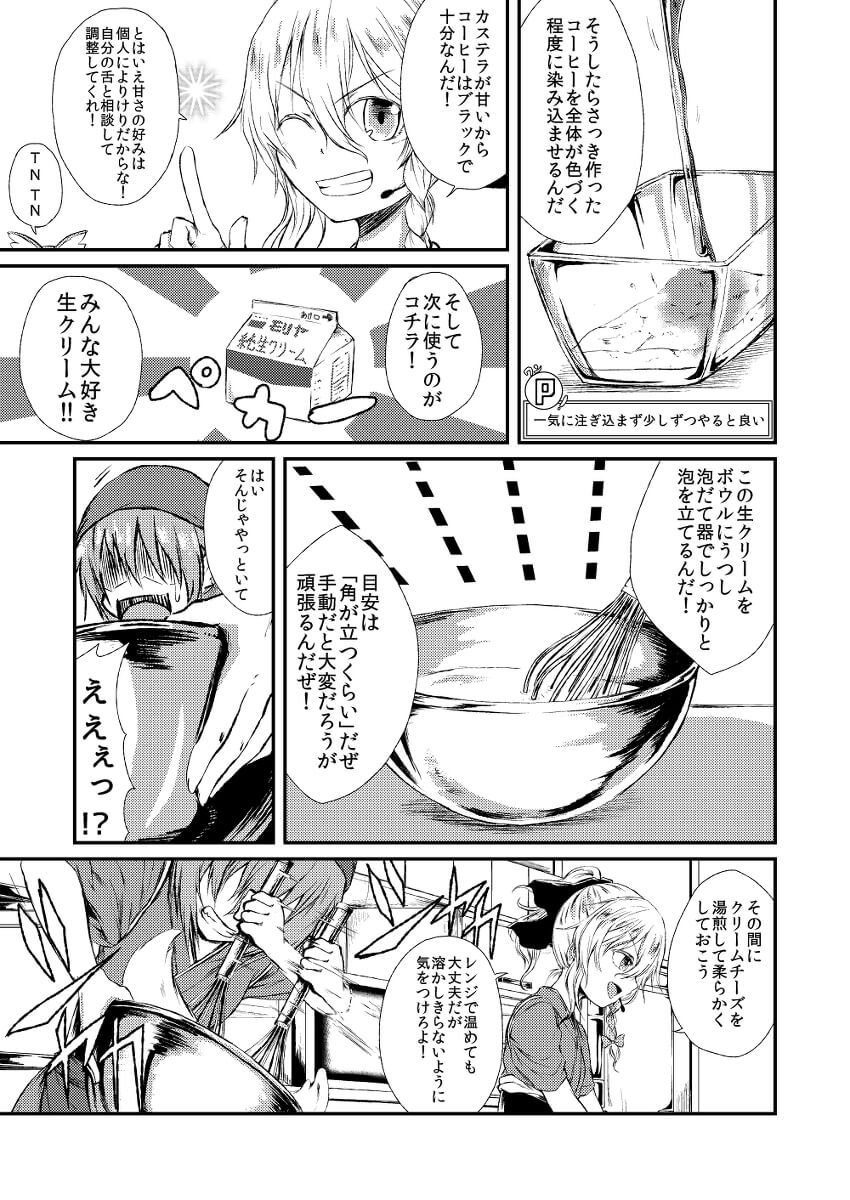 そうしたらさっき作った
コーヒーを全体が色づく
程度に染み込ませるんだ
P
一気に注ぎ込まず少しずつやると良い
カステラが甘いから
コーヒーはブラックで
十分なんだ！
とはいえ甘さの好みは
個人によりけりだからな！
自分の舌と相談して
調整してくれ！
TNTN
そして
次に使うのが
コチラ！
モリヤ
純生クリーム
ペカー
みんな大好き
生クリーム!!
この生クリームを
ボウルにうつし
泡だて器でしっかりと
泡を立てるんだ！
目安は
「角が立つくらい」だぜ
手動だと大変だろうが
頑張るんだぜ！
はい
そんじゃやっといて
えええっ!?
その間に
クリームチーズを
湯煎して柔らかく
しておこう
レンジで温めても
大丈夫だが
溶かしきらないように
気をつけろよ！